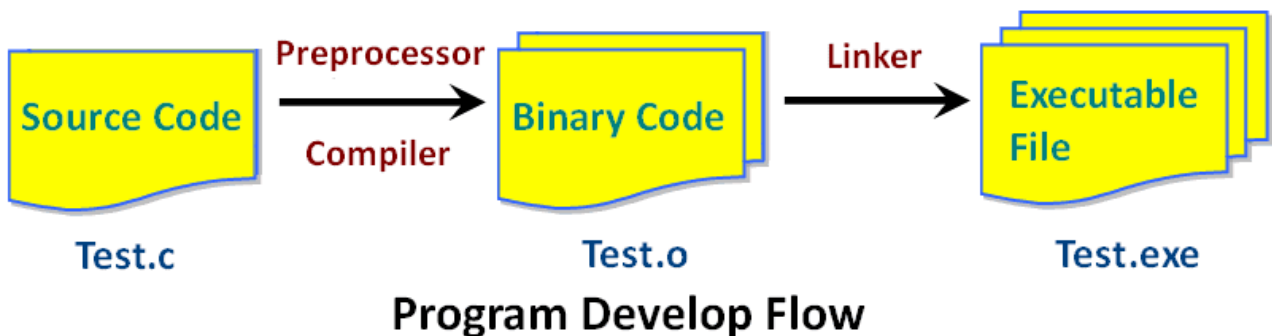 Source Code
Preprocessor
Compiler
Binary Code
Linker
Executable
File
Test.c
Test.o
Test.exe
Program Develop Flow